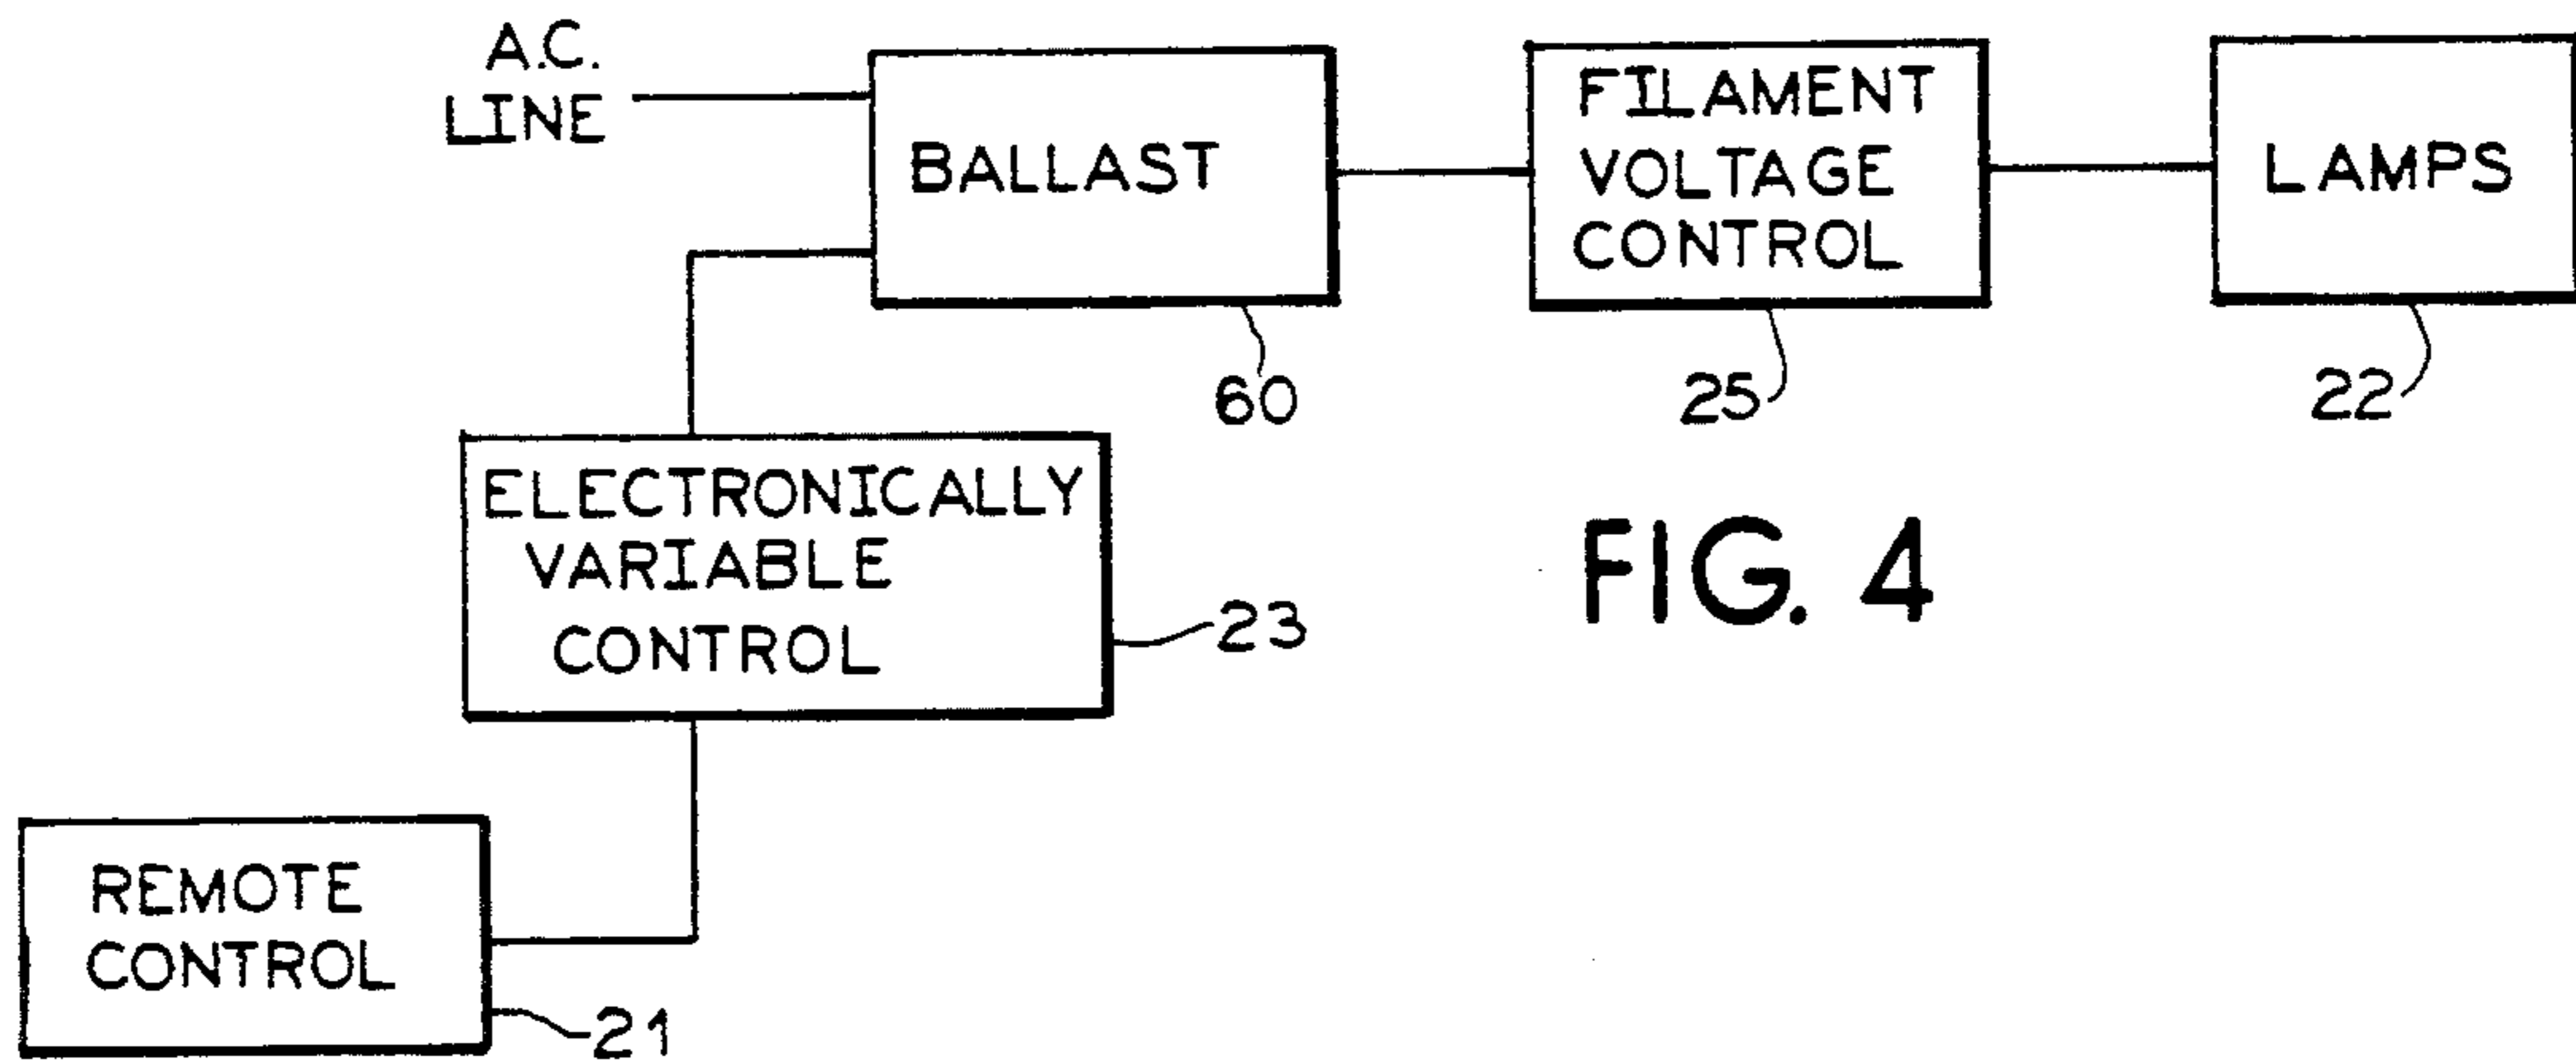 A.C.
LINE
BALLAST
60
FILAMENT
VOLTAGE
CONTROL
25
LAMPS
22
ELECTRONICALLY
VARIABLE
CONTROL
23
FIG. 4
REMOTE
CONTROL
21